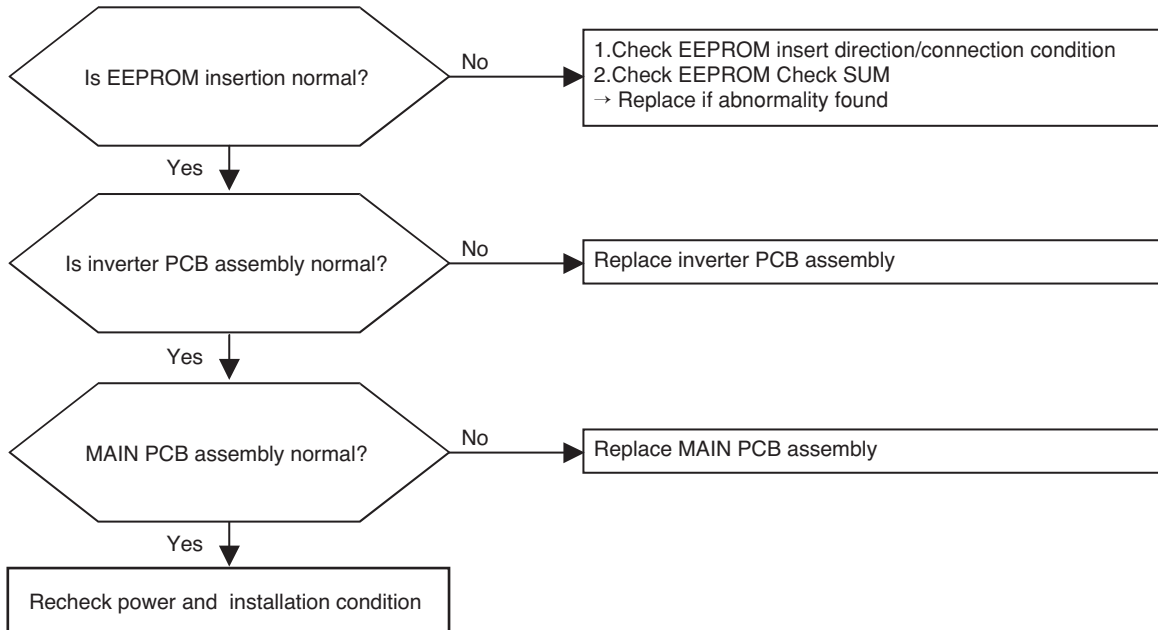 Is EEPROM insertion normal?
No
1.Check EEPROM insert direction/connection condition
2.Check EEPROM Check SUM
→ Replace if abnormality found
Yes
Is inverter PCB assembly normal?
No
Replace inverter PCB assembly
Yes
MAIN PCB assembly normal?
No
Replace MAIN PCB assembly
Yes
Recheck power and installation condition